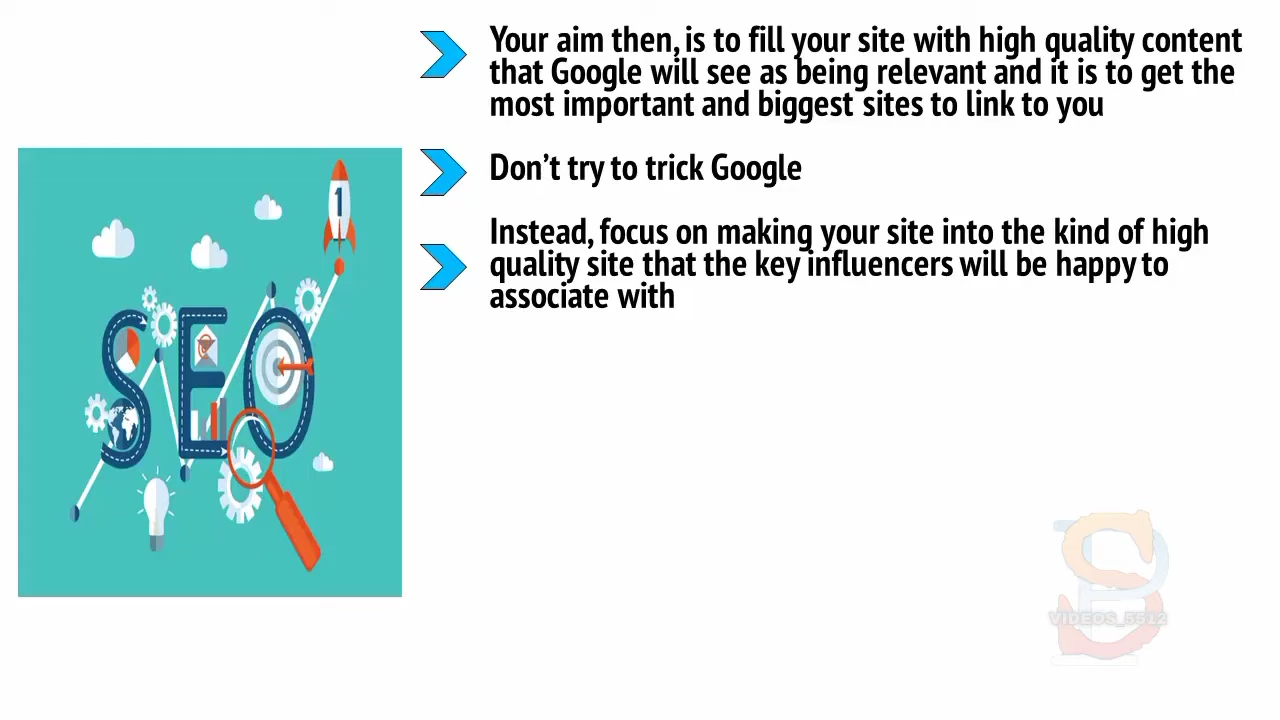 Your aim then, is to fill your site with high quality content
that Google will see as being relevant and it is to get the
most important and biggest sites to link to you
Don't try to trick Google
Instead, focus on making your site into the kind of high
quality site that the key influencers will be happy to
associate with
1
SEO
VIDEOS_5512